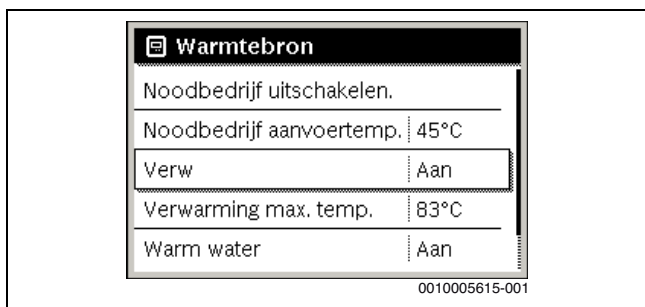 Warmtebron
Noodbedrijf uitschakelen.
Noodbedrijf aanvoertemp. 45°C
Verw Aan
Verwarming max. temp. 83°C
Warm water Aan
0010005615-001